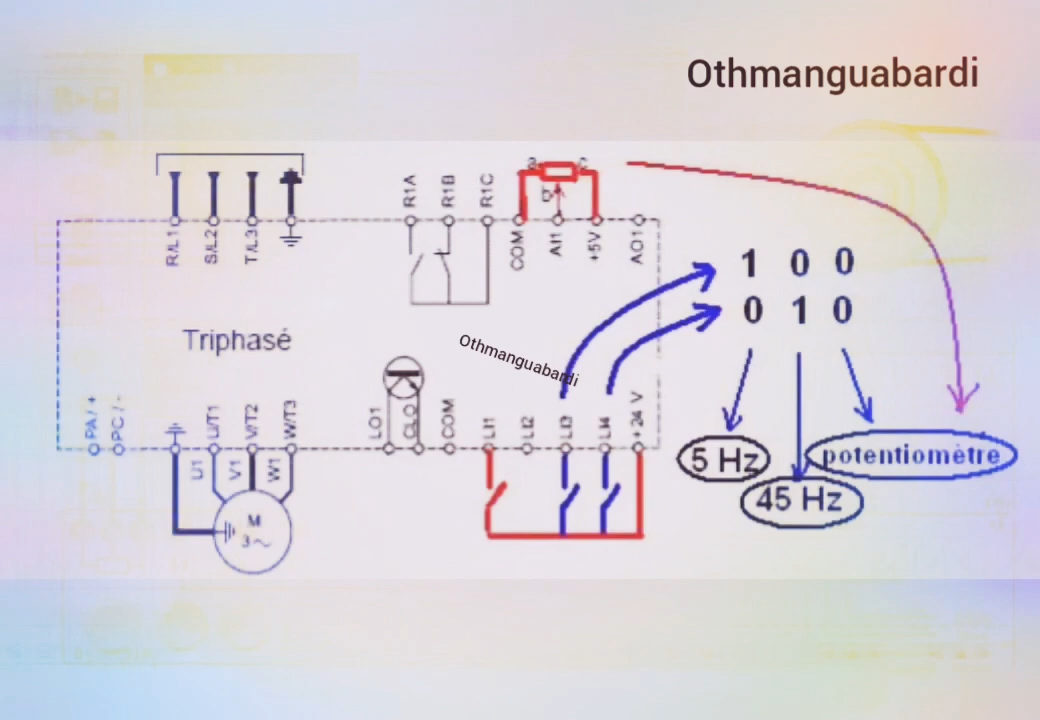 Othmanguabardi
R1A
R1B
R1C
R/L1
S/L2
T/L3
COM
AI1
+5V
AO1
1 0 0
0 1 0
Triphasé
Othmanguabardi
PA/ +
PC / -
U/T1
V/T2
W/T3
LO1
CLO
COM
LI1
LI2
LI3
LI4
+24 V
U1
V1
W1
M
3~
5 Hz
potentiomètre
45 Hz